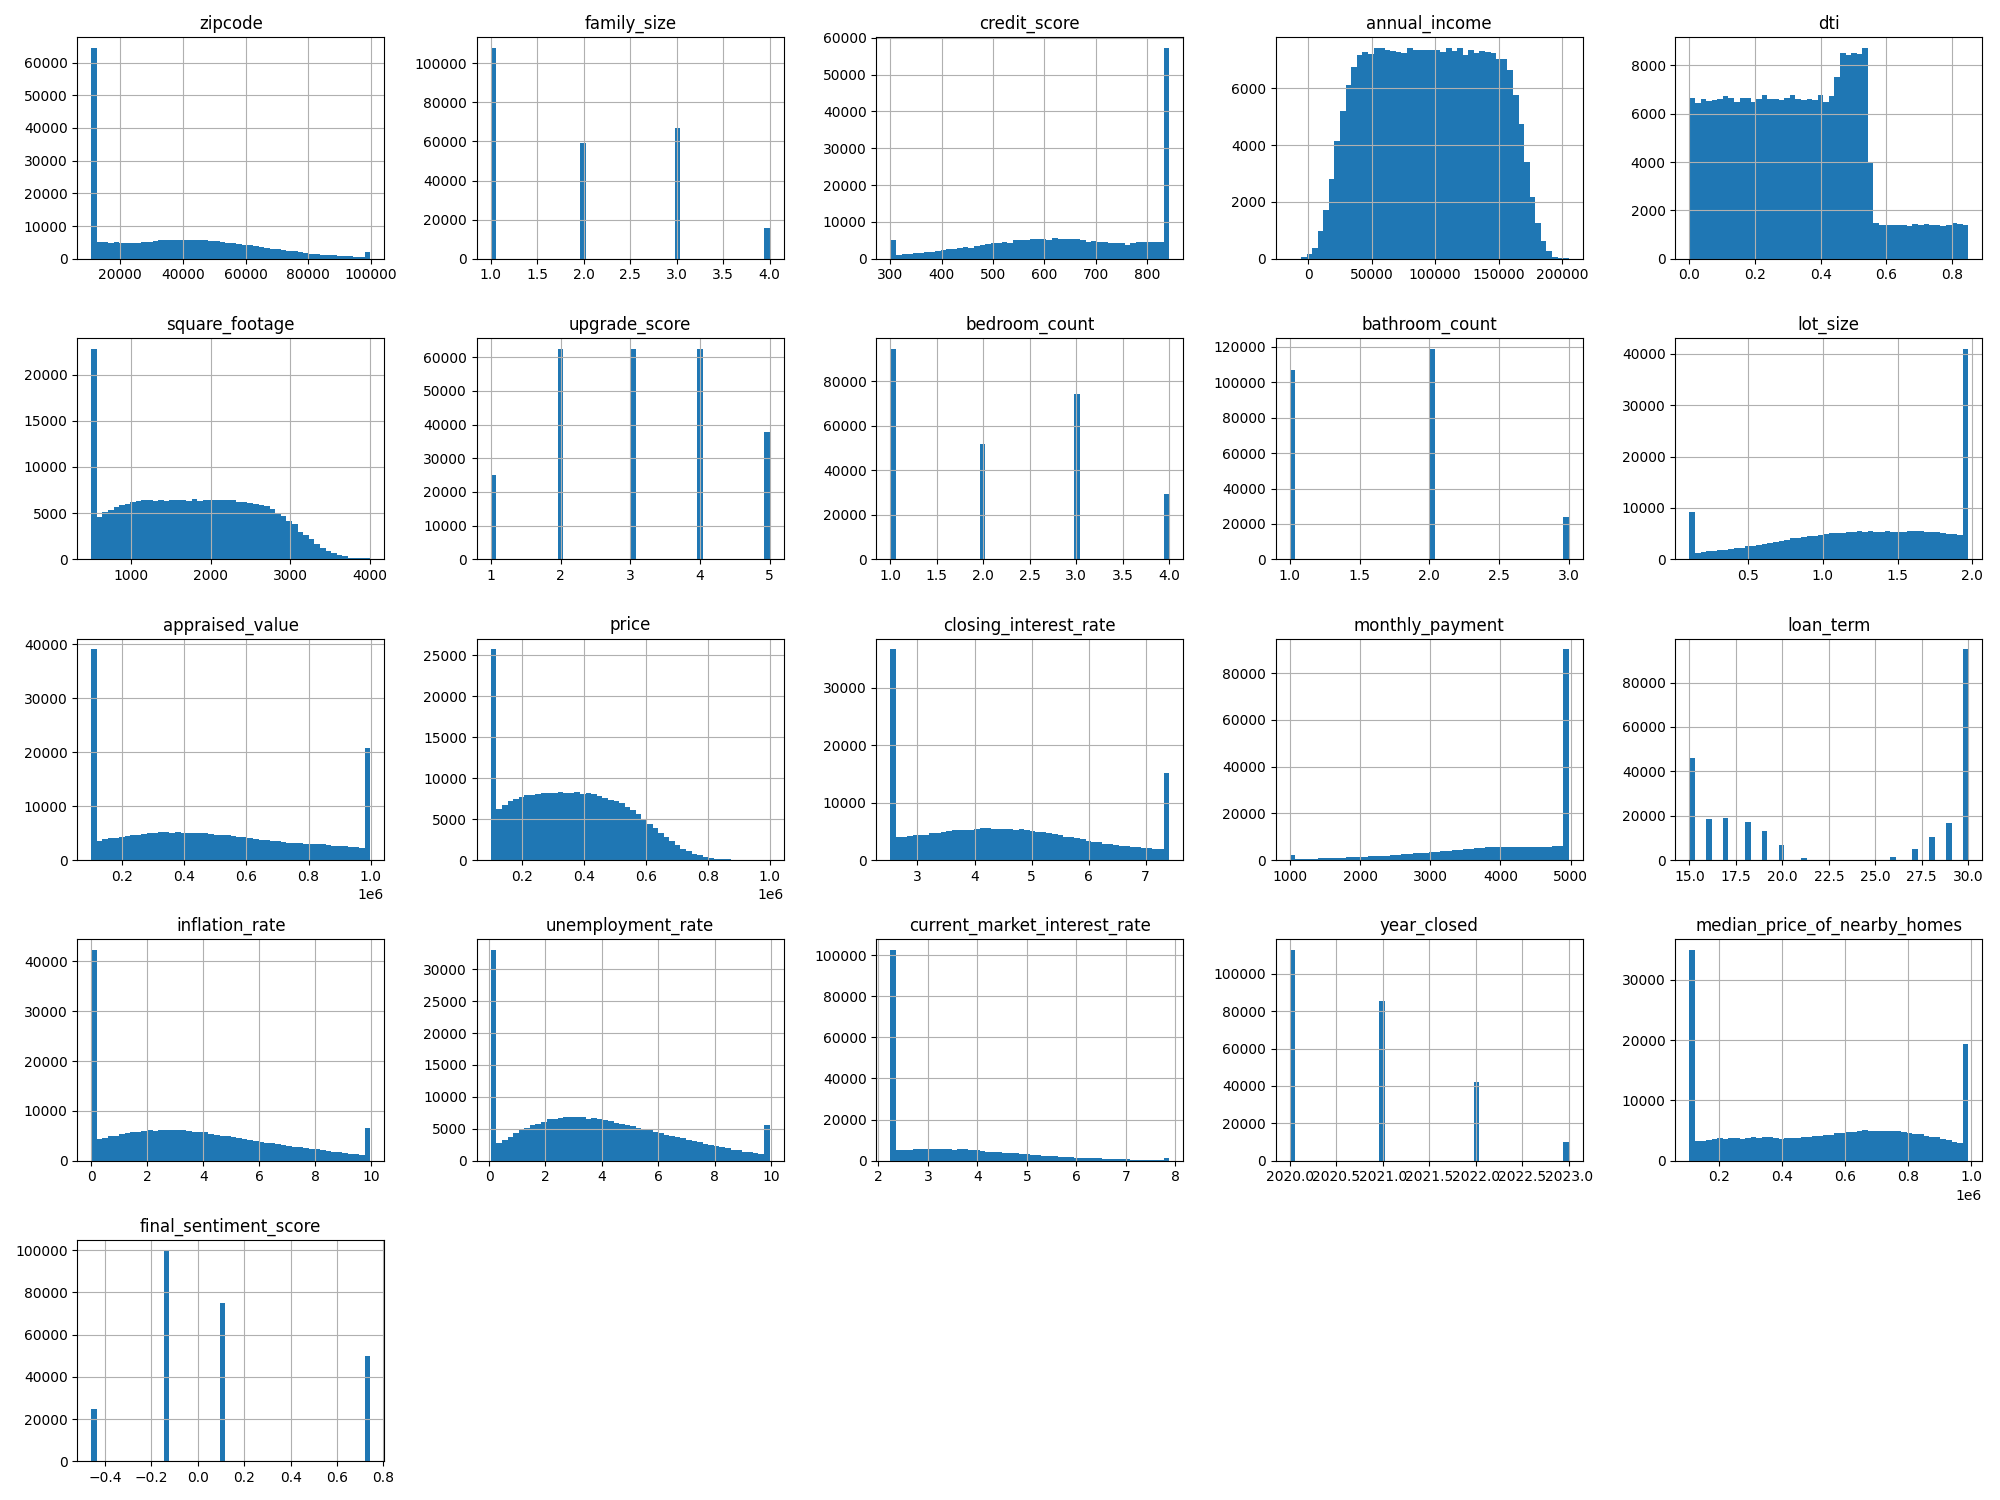 zipcode family_size credit_score annual_income dti
60000 50000 40000 30000 20000 10000 0
20000 40000 60000 80000 100000
100000 80000 60000 40000 20000 0
1.0 1.5 2.0 2.5 3.0 3.5 4.0
60000 50000 40000 30000 20000 10000 0
300 400 500 600 700 800
6000 4000 2000 0
0 50000 100000 150000 200000
8000 6000 4000 2000 0
0.0 0.2 0.4 0.6 0.8
square_footage upgrade_score bedroom_count bathroom_count lot_size
20000 15000 10000 5000 0
1000 2000 3000 4000
60000 50000 40000 30000 20000 10000 0
1 2 3 4 5
80000 60000 40000 20000 0
1.0 1.5 2.0 2.5 3.0 3.5 4.0
120000 100000 80000 60000 40000 20000 0
1.0 1.5 2.0 2.5 3.0
40000 30000 20000 10000 0
0.5 1.0 1.5 2.0
appraised_value price closing_interest_rate monthly_payment loan_term
40000 35000 30000 25000 20000 15000 10000 5000 0
0.2 0.4 0.6 0.8 1.0
1e6
25000 20000 15000 10000 5000 0
0.2 0.4 0.6 0.8 1.0
1e6
30000 20000 10000 0
3 4 5 6 7
80000 60000 40000 20000 0
1000 2000 3000 4000 5000
80000 60000 40000 20000 0
15.0 17.5 20.0 22.5 25.0 27.5 30.0
inflation_rate unemployment_rate current_market_interest_rate year_closed median_price_of_nearby_homes
40000 30000 20000 10000 0
0 2 4 6 8 10
30000 25000 20000 15000 10000 5000 0
0 2 4 6 8 10
100000 80000 60000 40000 20000 0
2 3 4 5 6 7 8
100000 80000 60000 40000 20000 0
2020.0 2020.5 2021.0 2021.5 2022.0 2022.5 2023.0
30000 20000 10000 0
0.2 0.4 0.6 0.8 1.0
1e6
final_sentiment_score
100000 80000 60000 40000 20000 0
−0.4 −0.2 0.0 0.2 0.4 0.6 0.8